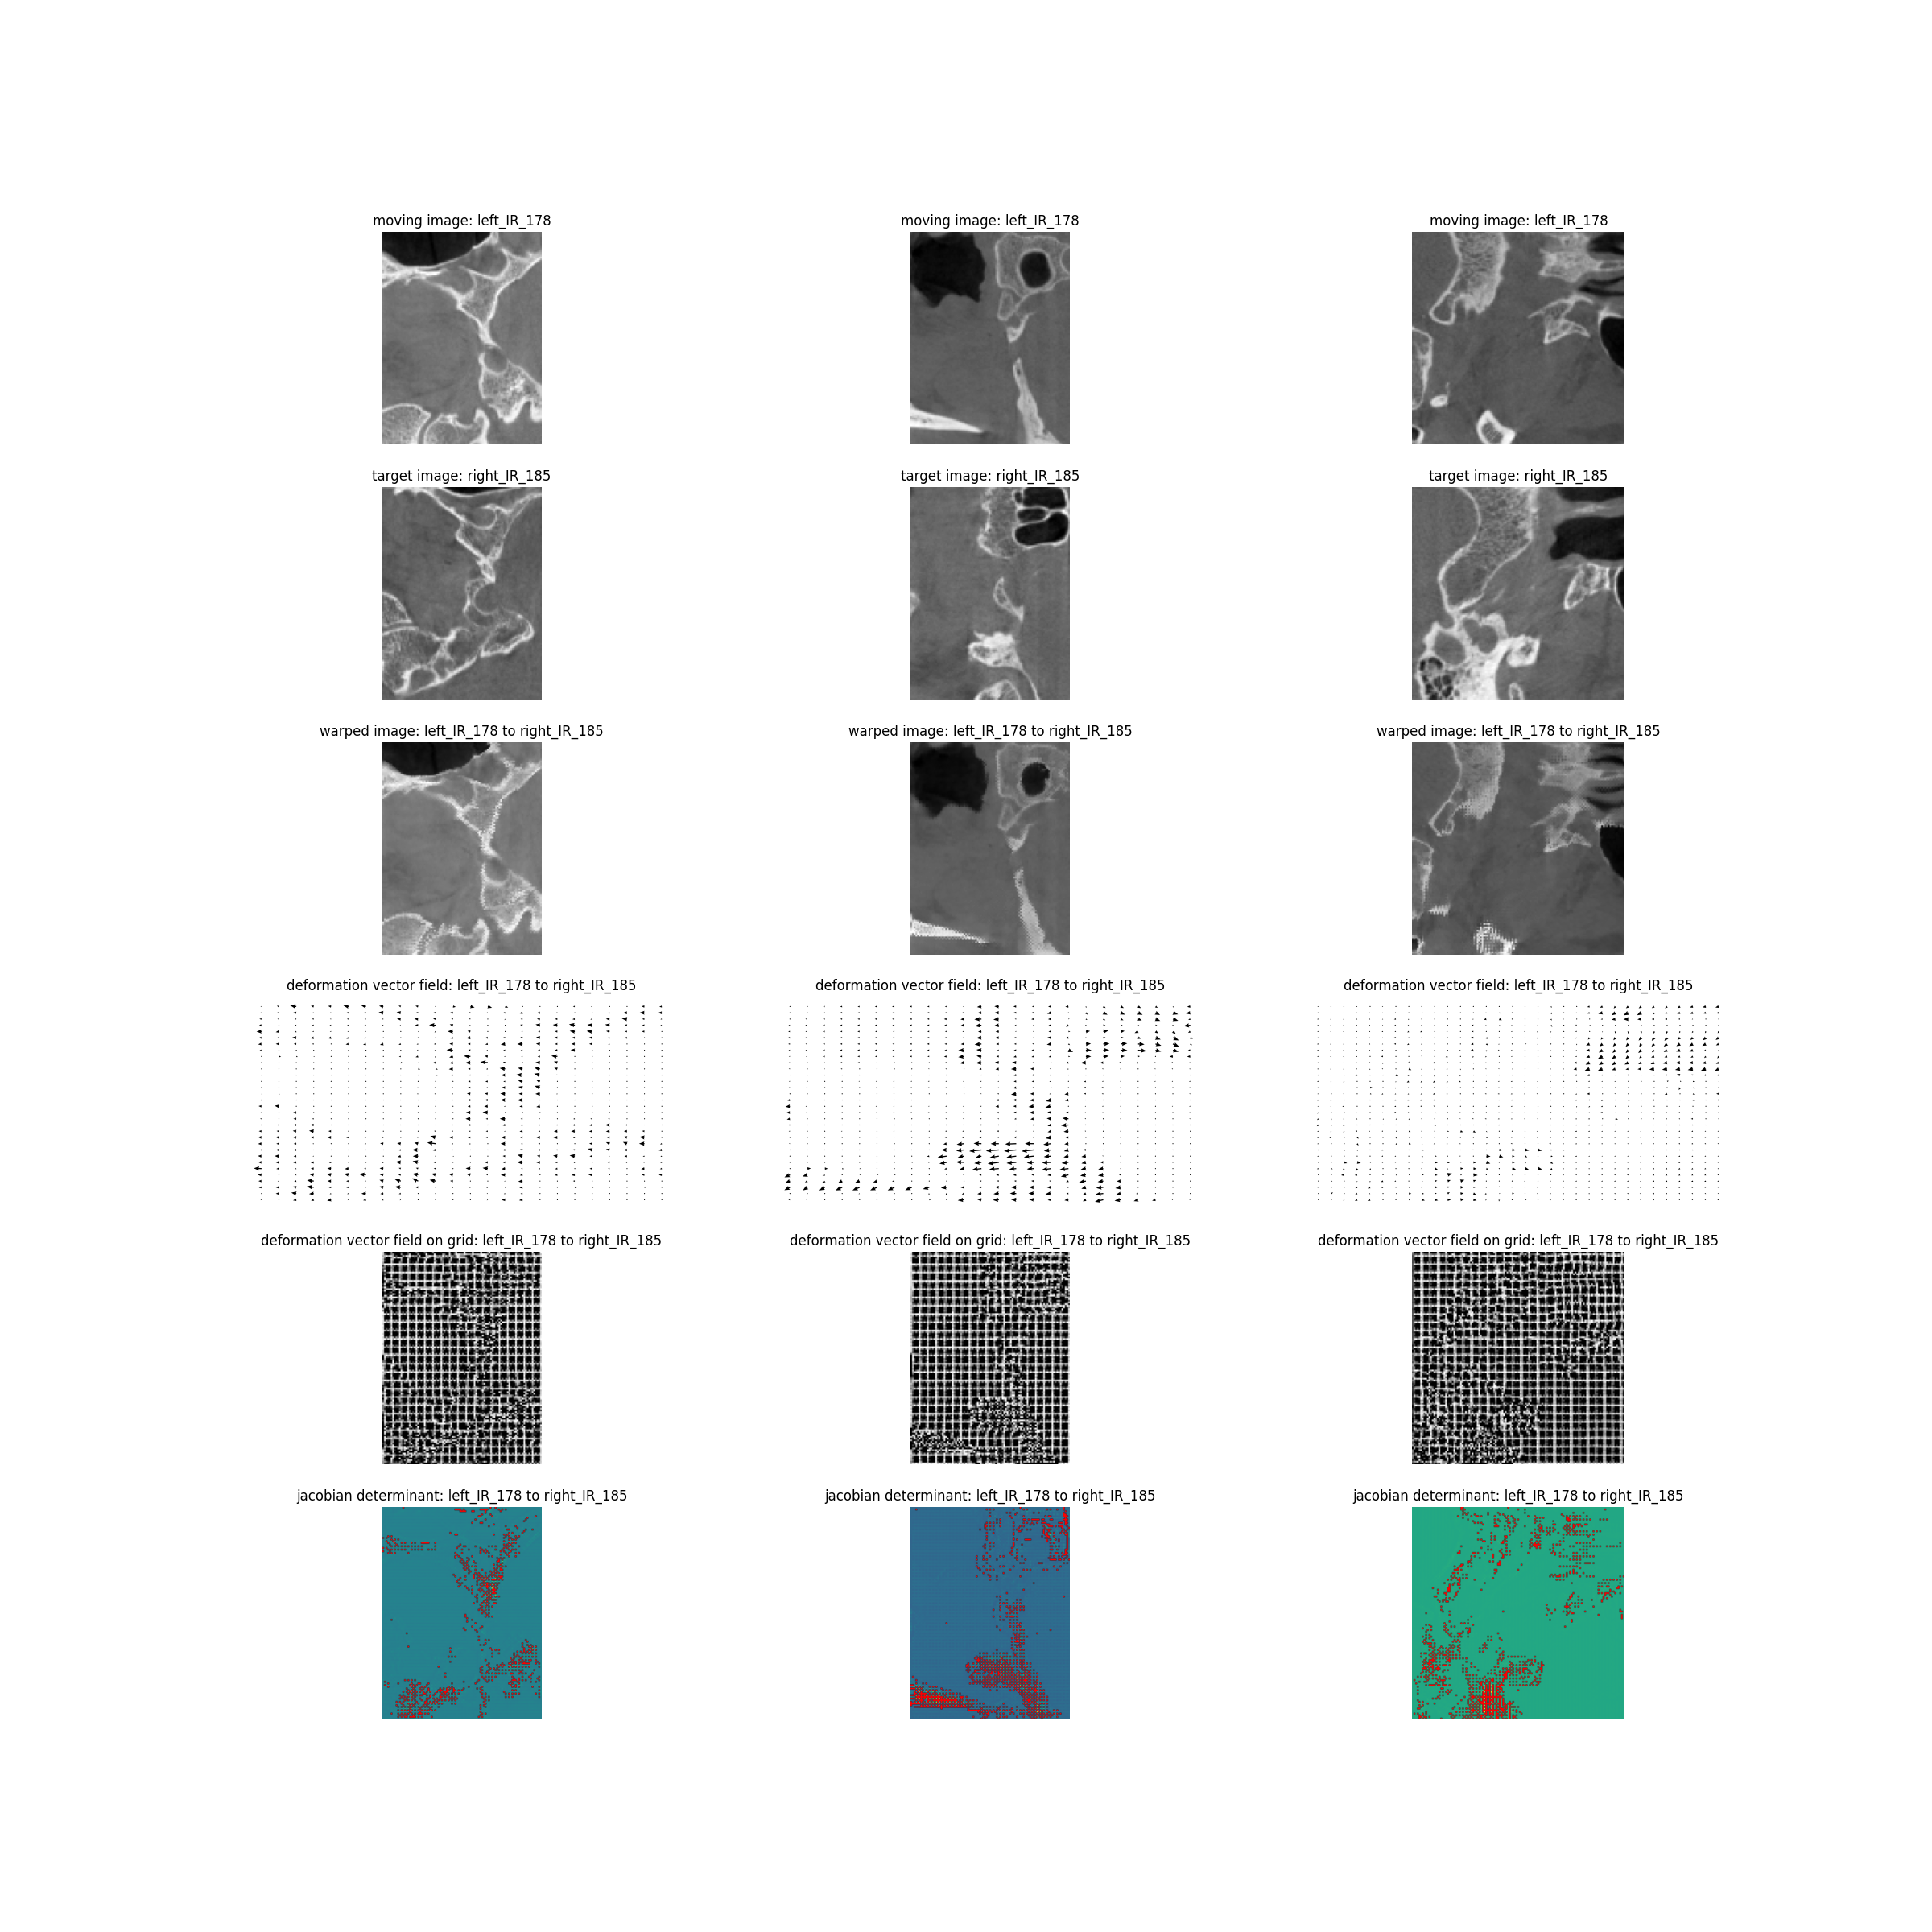 moving image: left_IR_178
moving image: left_IR_178
moving image: left_IR_178
target image: right_IR_185
target image: right_IR_185
target image: right_IR_185
warped image: left_IR_178 to right_IR_185
warped image: left_IR_178 to right_IR_185
warped image: left_IR_178 to right_IR_185
deformation vector field: left_IR_178 to right_IR_185
deformation vector field: left_IR_178 to right_IR_185
deformation vector field: left_IR_178 to right_IR_185
deformation vector field on grid: left_IR_178 to right_IR_185
deformation vector field on grid: left_IR_178 to right_IR_185
deformation vector field on grid: left_IR_178 to right_IR_185
jacobian determinant: left_IR_178 to right_IR_185
jacobian determinant: left_IR_178 to right_IR_185
jacobian determinant: left_IR_178 to right_IR_185